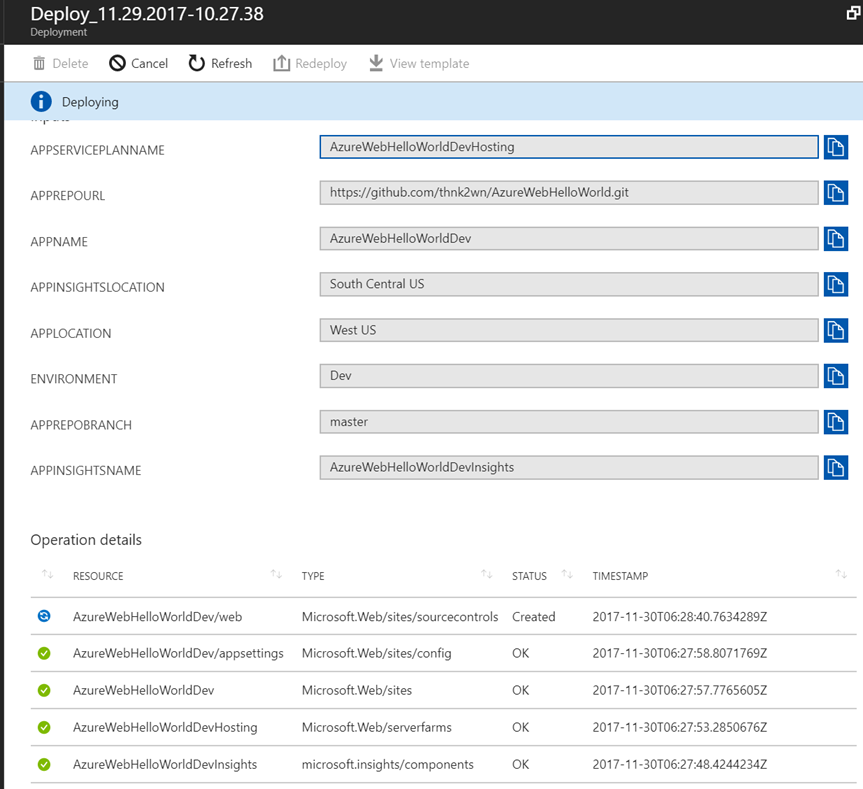 Deploy_11.29.2017-10.27.38
Deployment
Delete Cancel Refresh Redeploy View template
Deploying
Inputs
APPSERVICEPLANNAME AzureWebHelloWorldDevHosting
APPREPOURL https://github.com/thnk2wn/AzureWebHelloWorld.git
APPNAME AzureWebHelloWorldDev
APPINSIGHTSLOCATION South Central US
APPLOCATION West US
ENVIRONMENT Dev
APPREPOBRANCH master
APPINSIGHTSNAME AzureWebHelloWorldDevInsights
Operation details
RESOURCE TYPE STATUS TIMESTAMP
AzureWebHelloWorldDev/web Microsoft.Web/sites/sourcecontrols Created 2017-11-30T06:28:40.7634289Z
AzureWebHelloWorldDev/appsettings Microsoft.Web/sites/config OK 2017-11-30T06:27:58.8071769Z
AzureWebHelloWorldDev Microsoft.Web/sites OK 2017-11-30T06:27:57.7765605Z
AzureWebHelloWorldDevHosting Microsoft.Web/serverfarms OK 2017-11-30T06:27:53.2850676Z
AzureWebHelloWorldDevInsights microsoft.insights/components OK 2017-11-30T06:27:48.4244234Z